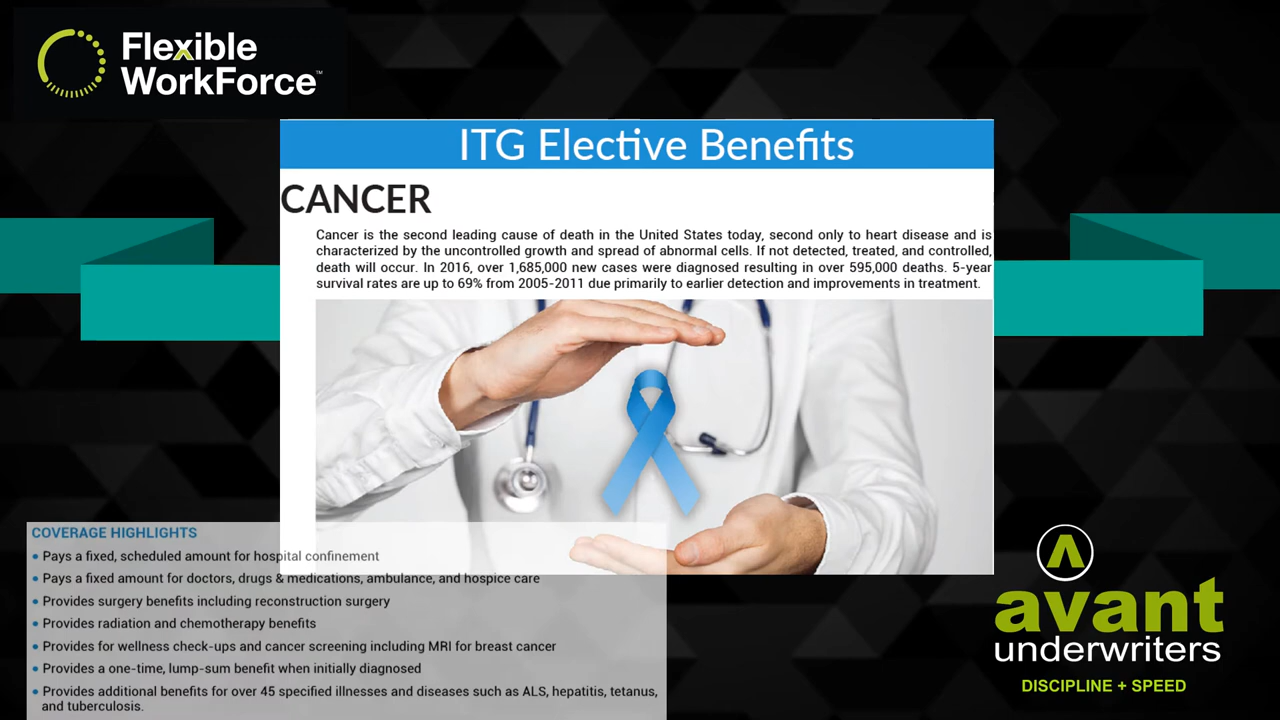 Flexible
WorkForce™
ITG Elective Benefits
CANCER
Cancer is the second leading cause of death in the United States today, second only to heart disease and is
characterized by the uncontrolled growth and spread of abnormal cells. If not detected, treated, and controlled,
death will occur. In 2016, over 1,685,000 new cases were diagnosed resulting in over 595,000 deaths. 5-year
survival rates are up to 69% from 2005-2011 due primarily to earlier detection and improvements in treatment.
COVERAGE HIGHLIGHTS
• Pays a fixed, scheduled amount for hospital confinement
• Pays a fixed amount for doctors, drugs & medications, ambulance, and hospice care
• Provides surgery benefits including reconstruction surgery
• Provides radiation and chemotherapy benefits
• Provides for wellness check-ups and cancer screening including MRI for breast cancer
• Provides a one-time, lump-sum benefit when initially diagnosed
• Provides additional benefits for over 45 specified illnesses and diseases such as ALS, hepatitis, tetanus,
and tuberculosis.
avant
underwriters
DISCIPLINE + SPEED